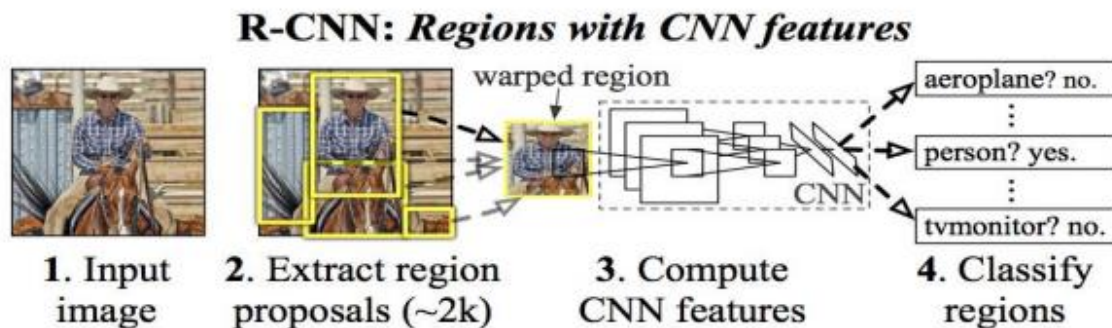 R-CNN: Regions with CNN features
warped region
aeroplane? no.
person? yes.
tvmonitor? no.
CNN
1. Input image
2. Extract region proposals (~2k)
3. Compute CNN features
4. Classify regions